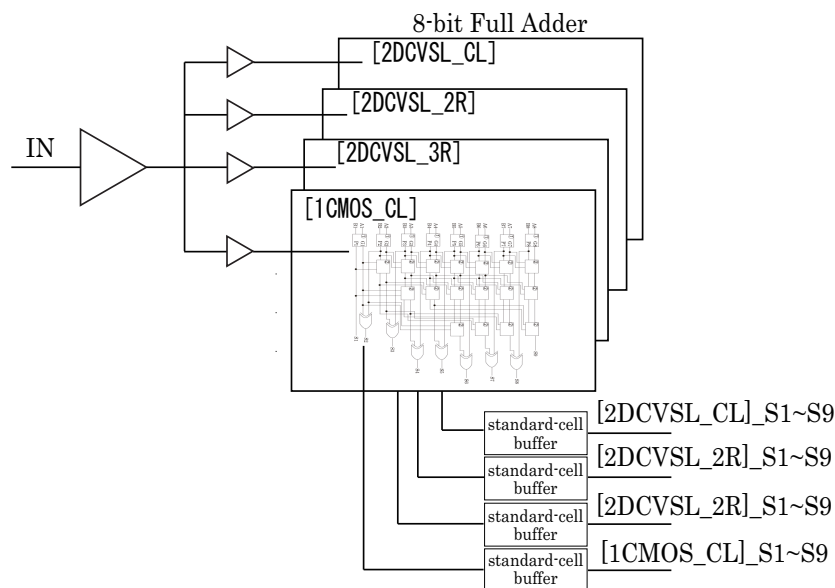 8-bit Full Adder
[2DCVSL_CL]
[2DCVSL_2R]
IN
[2DCVSL_3R]
[1CMOS_CL]
[2DCVSL_CL]_S1~S9
standard-cell
buffer
[2DCVSL_2R]_S1~S9
standard-cell
buffer
[2DCVSL_2R]_S1~S9
standard-cell
buffer
[1CMOS_CL]_S1~S9
standard-cell
buffer